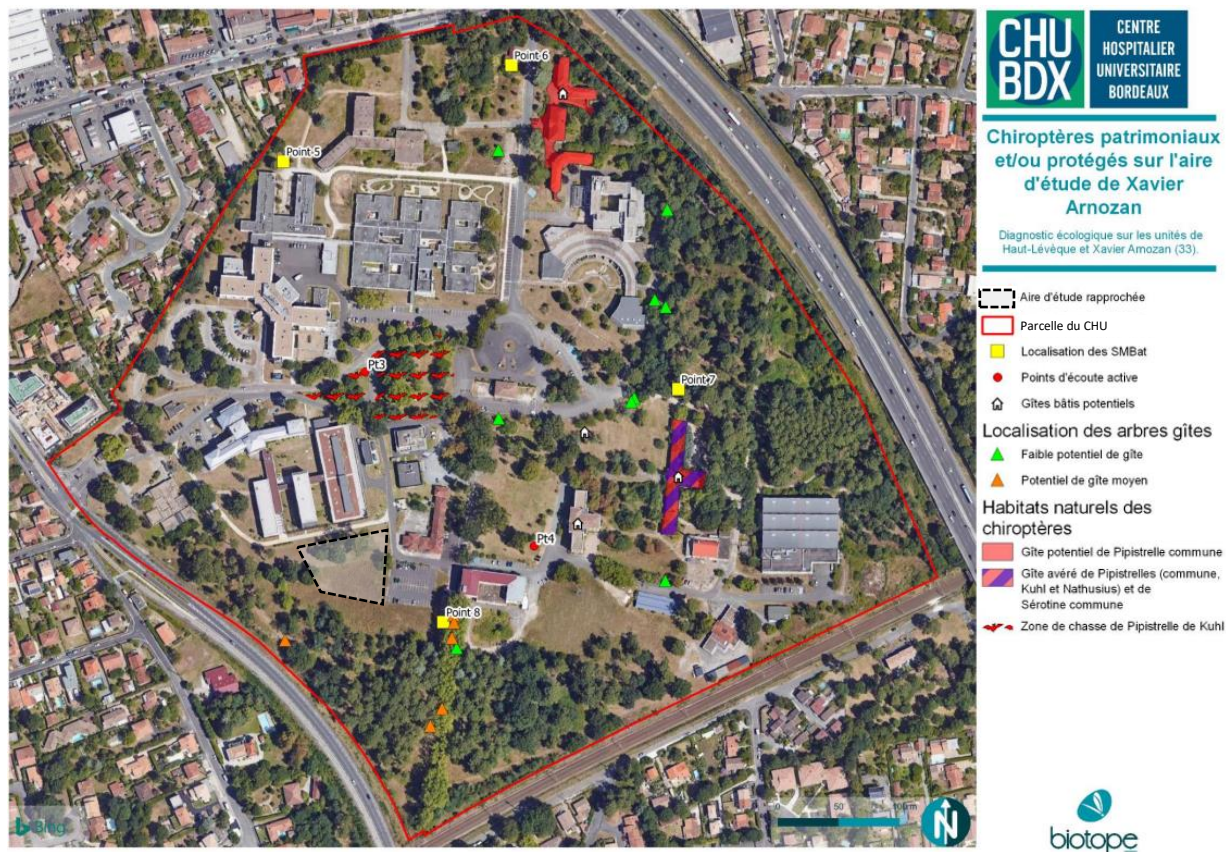 Point 6
Point 5
Pt3
Point 7
Pt4
Point 8
Bing
0 50 100m
N
CHU
BDX
CENTRE
HOSPITALIER
UNIVERSITAIRE
BORDEAUX
Chiroptères patrimoniaux
et/ou protégés sur l'aire
d'étude de Xavier
Arnozan
Diagnostic écologique sur les unités de
Haut-Lévèque et Xavier Arnozan (33).
Aire d'étude rapprochée
Parcelle du CHU
Localisation des SMBat
Points d'écoute active
Gîtes bâtis potentiels
Localisation des arbres gîtes
Faible potentiel de gîte
Potentiel de gîte moyen
Habitats naturels des
chiroptères
Gîte potentiel de Pipistrelle commune
Gîte avéré de Pipistrelles (commune,
Kuhl et Nathusius) et de
Sérotine commune
Zone de chasse de Pipistrelle de Kuhl
biotope